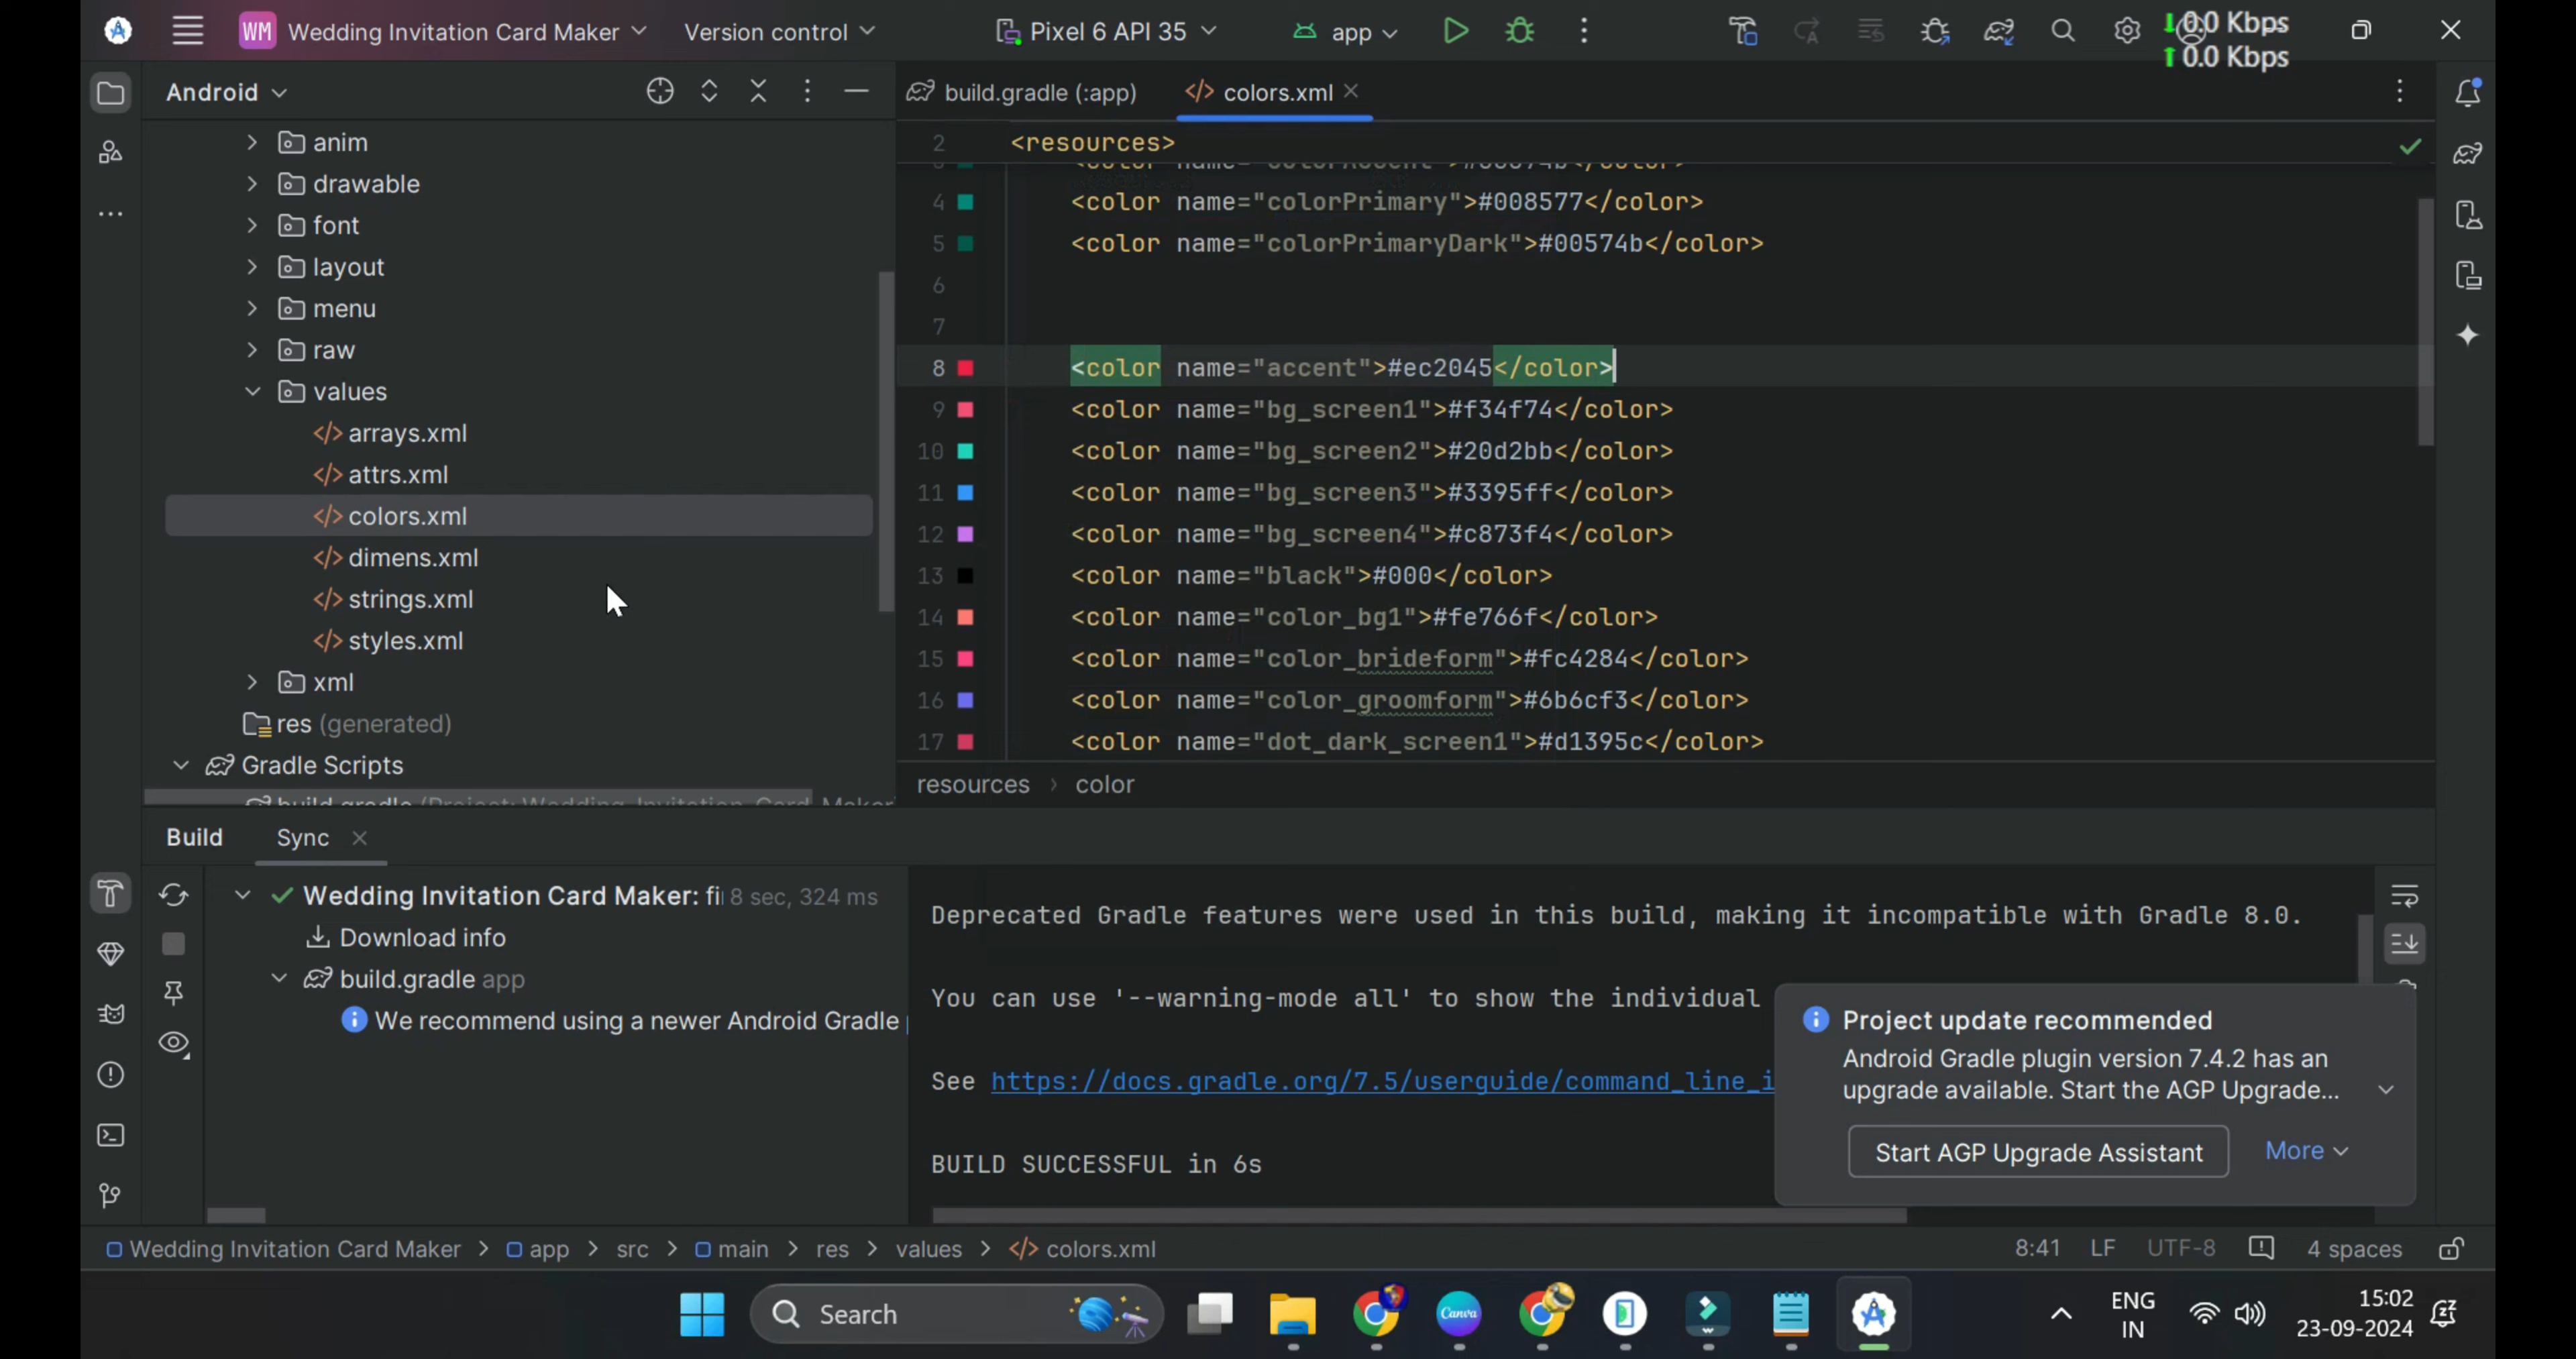 WM Wedding Invitation Card Maker Version control Pixel 6 API 35 app
0.0 Kbps
0.0 Kbps
Android
anim
drawable
font
layout
menu
raw
values
arrays.xml
attrs.xml
colors.xml
dimens.xml
strings.xml
styles.xml
xml
res (generated)
Gradle Scripts
build.gradle (Project: Wedding_Invitation_Card_Maker
build.gradle (:app) colors.xml
2 <resources>
4 <color name="colorPrimary">#008577</color>
5 <color name="colorPrimaryDark">#00574b</color>
6
7
8 <color name="accent">#ec2045</color>
9 <color name="bg_screen1">#f34f74</color>
10 <color name="bg_screen2">#20d2bb</color>
11 <color name="bg_screen3">#3395ff</color>
12 <color name="bg_screen4">#c873f4</color>
13 <color name="black">#000</color>
14 <color name="color_bg1">#fe766f</color>
15 <color name="color_brideform">#fc4284</color>
16 <color name="color_groomform">#6b6cf3</color>
17 <color name="dot_dark_screen1">#d1395c</color>
resources > color
Build Sync
Wedding Invitation Card Maker: 8 sec, 324 ms
Download info
build.gradle app
We recommend using a newer Android Gradle
Deprecated Gradle features were used in this build, making it incompatible with Gradle 8.0.
You can use '--warning-mode all' to show the individual
See https://docs.gradle.org/7.5/userguide/command_line_i
BUILD SUCCESSFUL in 6s
Project update recommended
Android Gradle plugin version 7.4.2 has an
upgrade available. Start the AGP Upgrade...
Start AGP Upgrade Assistant More
Wedding Invitation Card Maker > app > src > main > res > values > colors.xml
8:41 LF UTF-8 4 spaces
Search
Canva
ENG
IN
15:02
23-09-2024